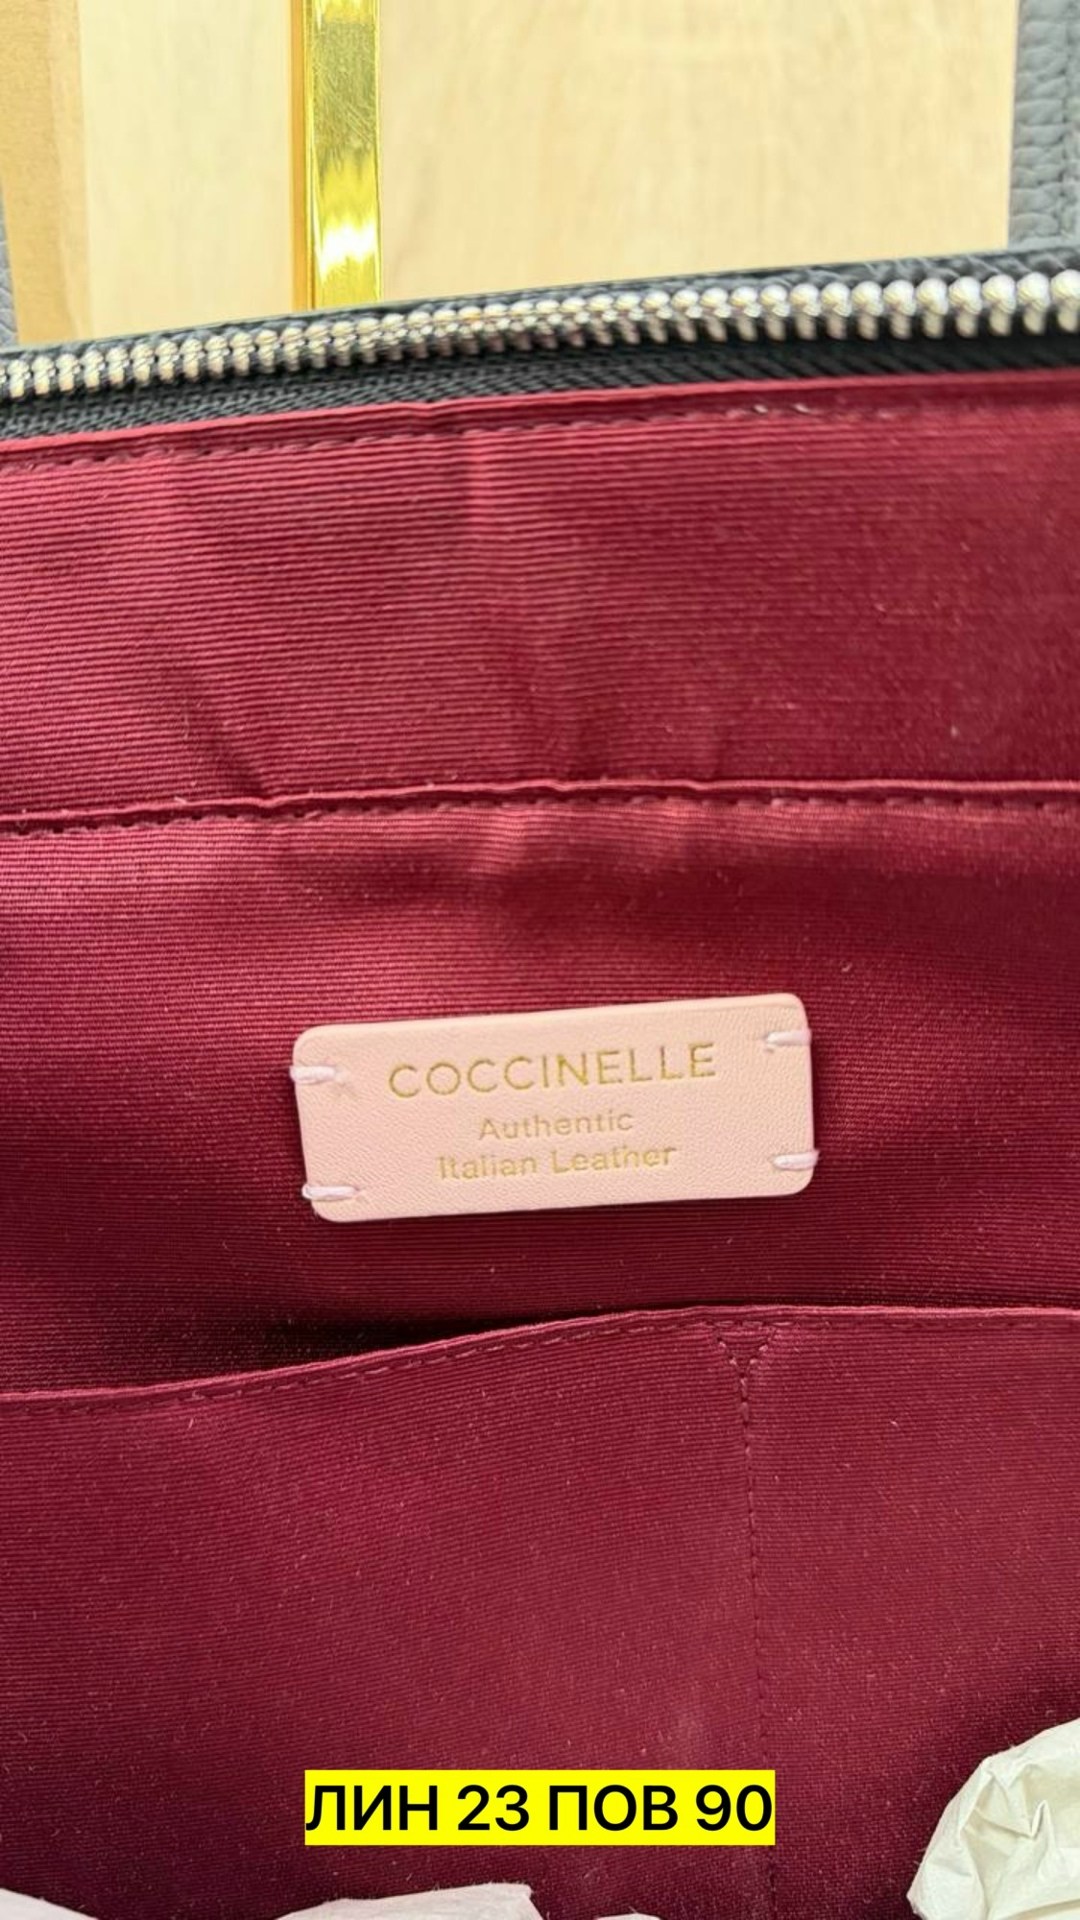 COCCINELLE
Authentic
Italian Leather
ЛИН 23 ПОВ 90